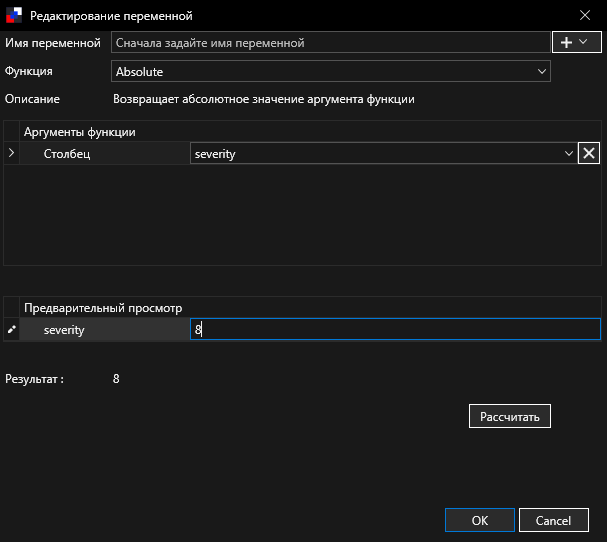 Редактирование переменной
Имя переменной Сначала задайте имя переменной
Функция Absolute
Описание Возвращает абсолютное значение аргумента функции
Аргументы функции
Столбец severity
Предварительный просмотр
severity 8
Результат : 8
Рассчитать
OK Cancel